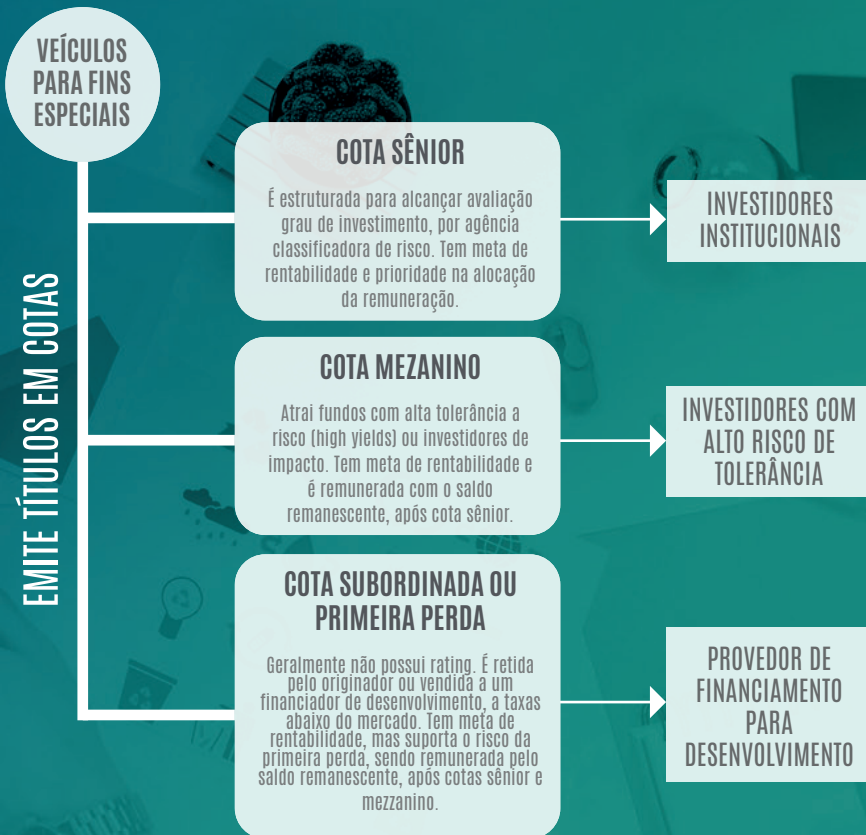 VEÍCULOS
PARA FINS
ESPECIAIS
EMITE TÍTULOS EM COTAS
COTA SÊNIOR
É estruturada para alcançar avaliação
grau de investimento, por agência
classificadora de risco. Tem meta de
rentabilidade e prioridade na alocação
da remuneração.
INVESTIDORES
INSTITUCIONAIS
COTA MEZANINO
Atrai fundos com alta tolerância a
risco (high yields) ou investidores de
impacto. Tem meta de rentabilidade e
é remunerada com o saldo
remanescente, após cota sênior.
INVESTIDORES COM
ALTO RISCO DE
TOLERÂNCIA
COTA SUBORDINADA OU
PRIMEIRA PERDA
Geralmente não possui rating. É retida
pelo originador ou vendida a um
financiador de desenvolvimento, a taxas
abaixo do mercado. Tem meta de
rentabilidade, mas suporta o risco da
primeira perda, sendo remunerada pelo
saldo remanescente, após cotas sênior e
mezzanino.
PROVEDOR DE
FINANCIAMENTO
PARA
DESENVOLVIMENTO